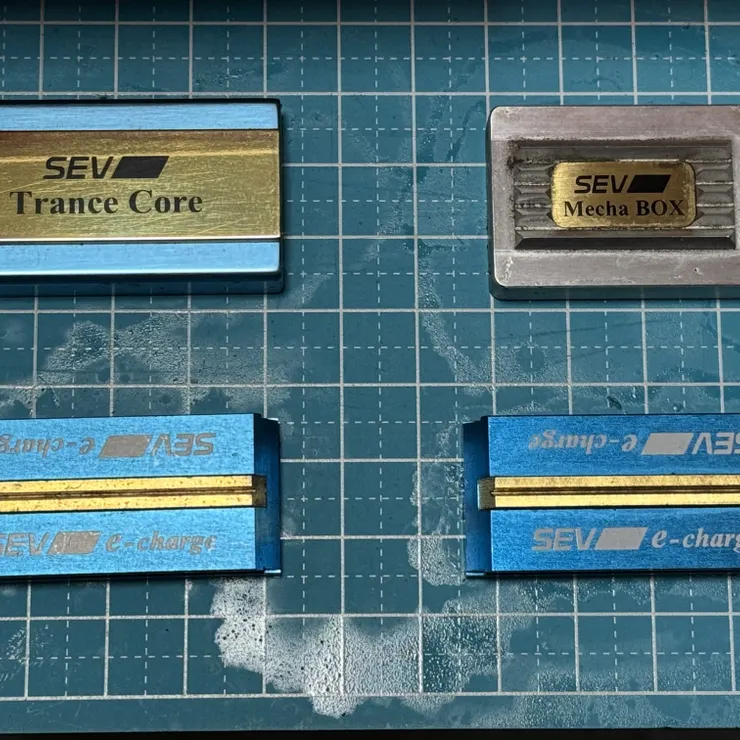 SEV
Trance Core
SEV
Mecha BOX
SEV e-charge
SEV e-charge
SEV e-charge
SEV e-charg